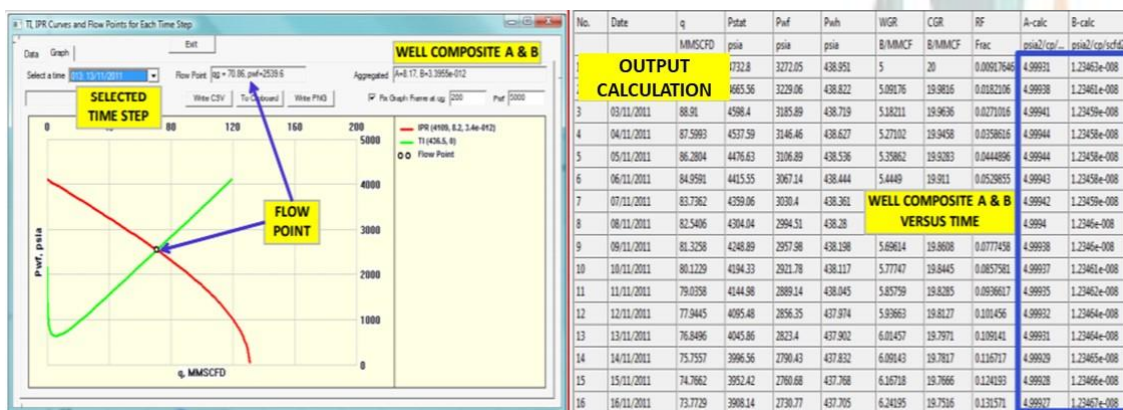 TI, IPR Curves and Flow Points for Each Time Step
Data Graph Exit
WELL COMPOSITE A & B
Select a time 013: 13/11/2011 Flow Point qg = 70.86, pwf=2539.6 Aggregated A=8.17, B=3.3955e-012
SELECTED
TIME STEP
Write CSV To Clipboard Write PNG Fix Graph Frame at qg 200 Pwf 5000
0 40 80 120 160 200
5000
4000
3000
2000
1000
0
IPR (4109, 8.2, 3.4e-012)
TI (436.5, 0)
Flow Point
FLOW
POINT
Pwf, psia
q, MMSCFD
No. Date q Pstat Pwf Pwh WGR CGR RF A-calc B-calc
MMSCFD psia psia psia B/MMCF B/MMCF Frac psia2/cp/... psia2/cp/scfd2
OUTPUT
CALCULATION
4732.8 3272.05 438.951 5 20 0.00917646 4.99931 1.23463e-008
4665.56 3229.06 438.822 5.09176 19.9816 0.0182106 4.99938 1.23461e-008
3 03/11/2011 88.91 4598.4 3185.89 438.719 5.18211 19.9636 0.0271016 4.99941 1.23459e-008
4 04/11/2011 87.5993 4537.59 3146.46 438.627 5.27102 19.9458 0.0358616 4.99944 1.23458e-008
5 05/11/2011 86.2804 4476.63 3106.89 438.536 5.35862 19.9283 0.0444896 4.99944 1.23458e-008
6 06/11/2011 84.9591 4415.55 3067.14 438.444 5.4449 19.911 0.0529855 4.99943 1.23458e-008
7 07/11/2011 83.7362 4359.06 3030.4 438.361 4.99942 1.23459e-008
WELL COMPOSITE A & B
VERSUS TIME
8 08/11/2011 82.5406 4304.04 2994.51 438.28 4.9994 1.2346e-008
9 09/11/2011 81.3258 4248.89 2957.98 438.198 5.69614 19.8608 0.0777458 4.99938 1.2346e-008
10 10/11/2011 80.1229 4194.33 2921.78 438.117 5.77747 19.8445 0.0857581 4.99937 1.23461e-008
11 11/11/2011 79.0358 4144.98 2889.14 438.045 5.85759 19.8285 0.0936617 4.99935 1.23462e-008
12 12/11/2011 77.9445 4095.48 2856.35 437.974 5.93663 19.8127 0.101456 4.99932 1.23464e-008
13 13/11/2011 76.8496 4045.86 2823.4 437.902 6.01457 19.7971 0.109141 4.99931 1.23464e-008
14 14/11/2011 75.7557 3996.56 2790.43 437.832 6.09143 19.7817 0.116717 4.99929 1.23465e-008
15 15/11/2011 74.7662 3952.42 2760.68 437.768 6.16718 19.7666 0.124193 4.99928 1.23466e-008
16 16/11/2011 73.7729 3908.14 2730.77 437.705 6.24195 19.7516 0.131571 4.99927 1.23467e-008